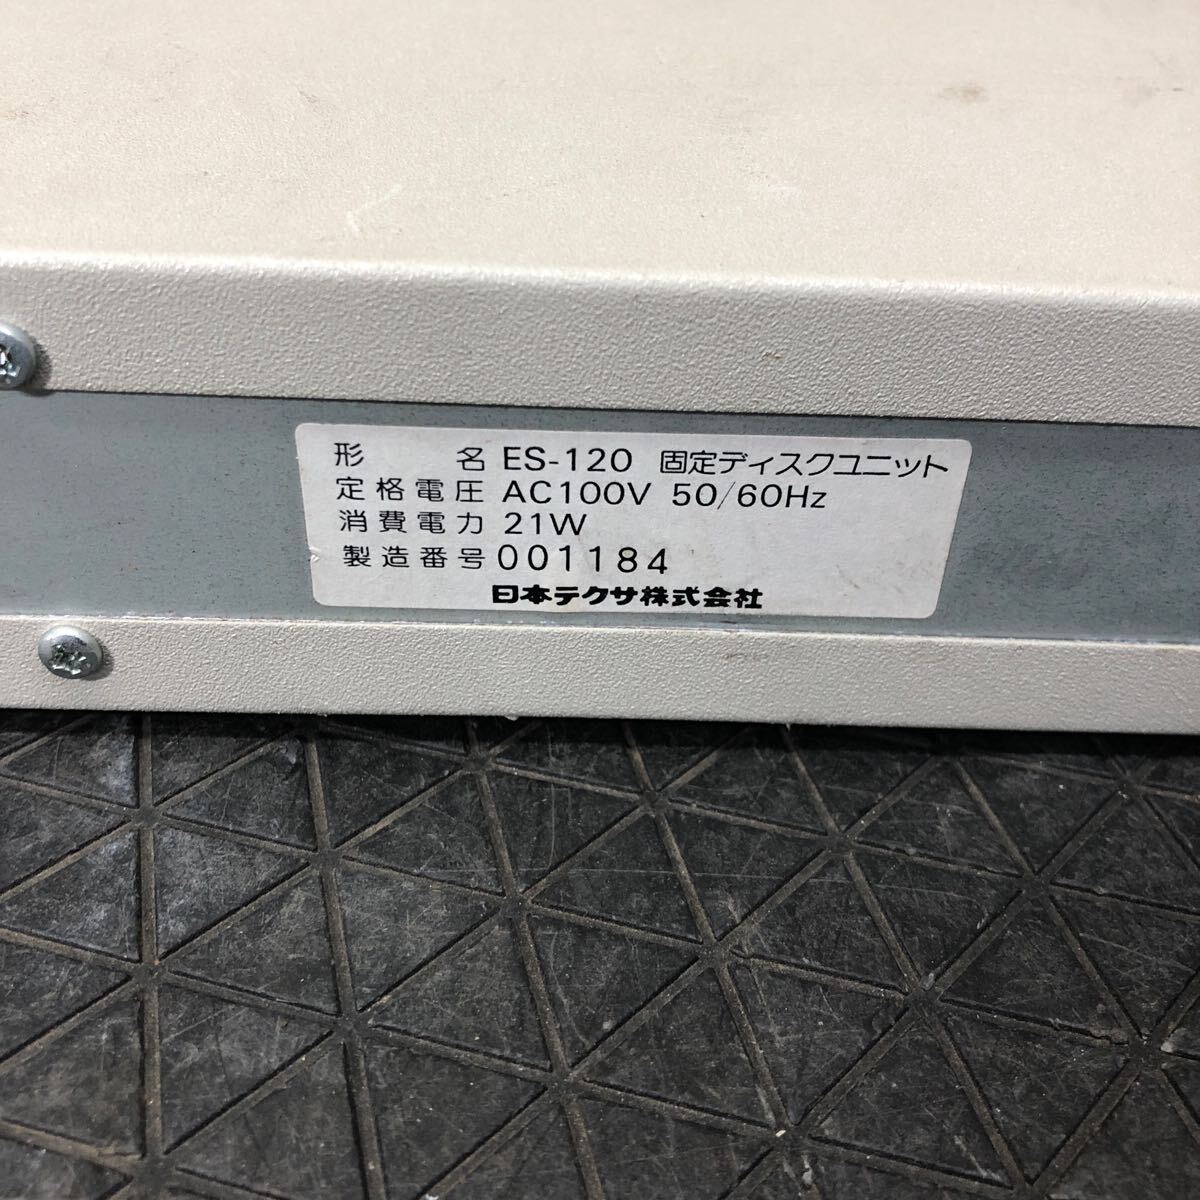 形　　名 ES-120 固定ディスクユニット
定格電圧 AC100V 50/60Hz
消費電力 21W
製造番号 001184
日本テクサ株式会社